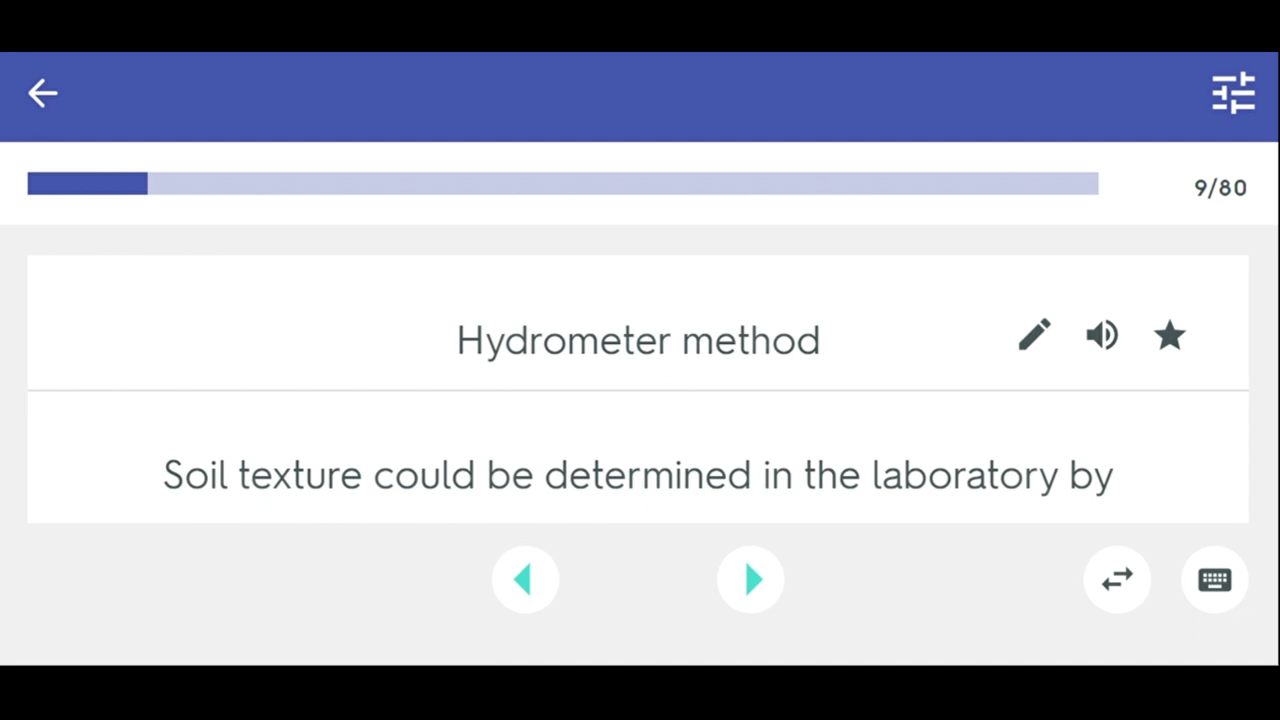 9/80
Hydrometer method
Soil texture could be determined in the laboratory by